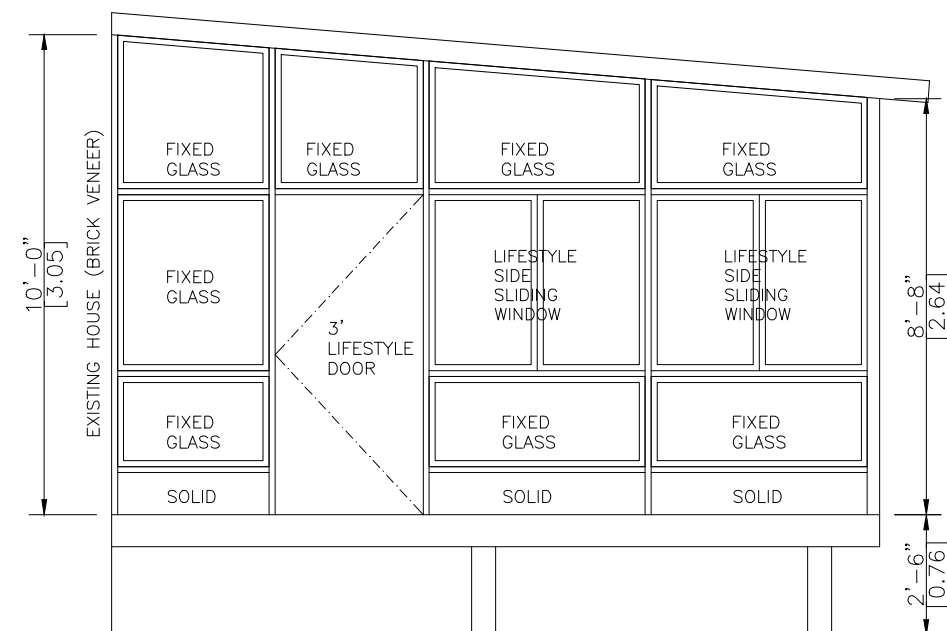 FIXED
GLASS
FIXED
GLASS
FIXED
GLASS
FIXED
GLASS
10'-0"
[3.05]
EXISTING HOUSE (BRICK VENEER)
FIXED
GLASS
3'
LIFESTYLE
DOOR
LIFESTYLE
SIDE
SLIDING
WINDOW
LIFESTYLE
SIDE
SLIDING
WINDOW
8'-8"
[2.64]
FIXED
GLASS
FIXED
GLASS
FIXED
GLASS
SOLID
SOLID
SOLID
2'-6"
[0.76]